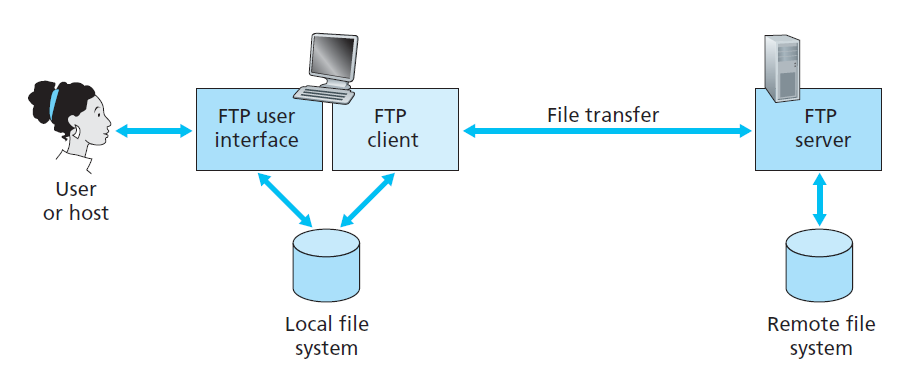 FTP user
interface
FTP
client
File transfer
FTP
server
User
or host
Local file
system
Remote file
system